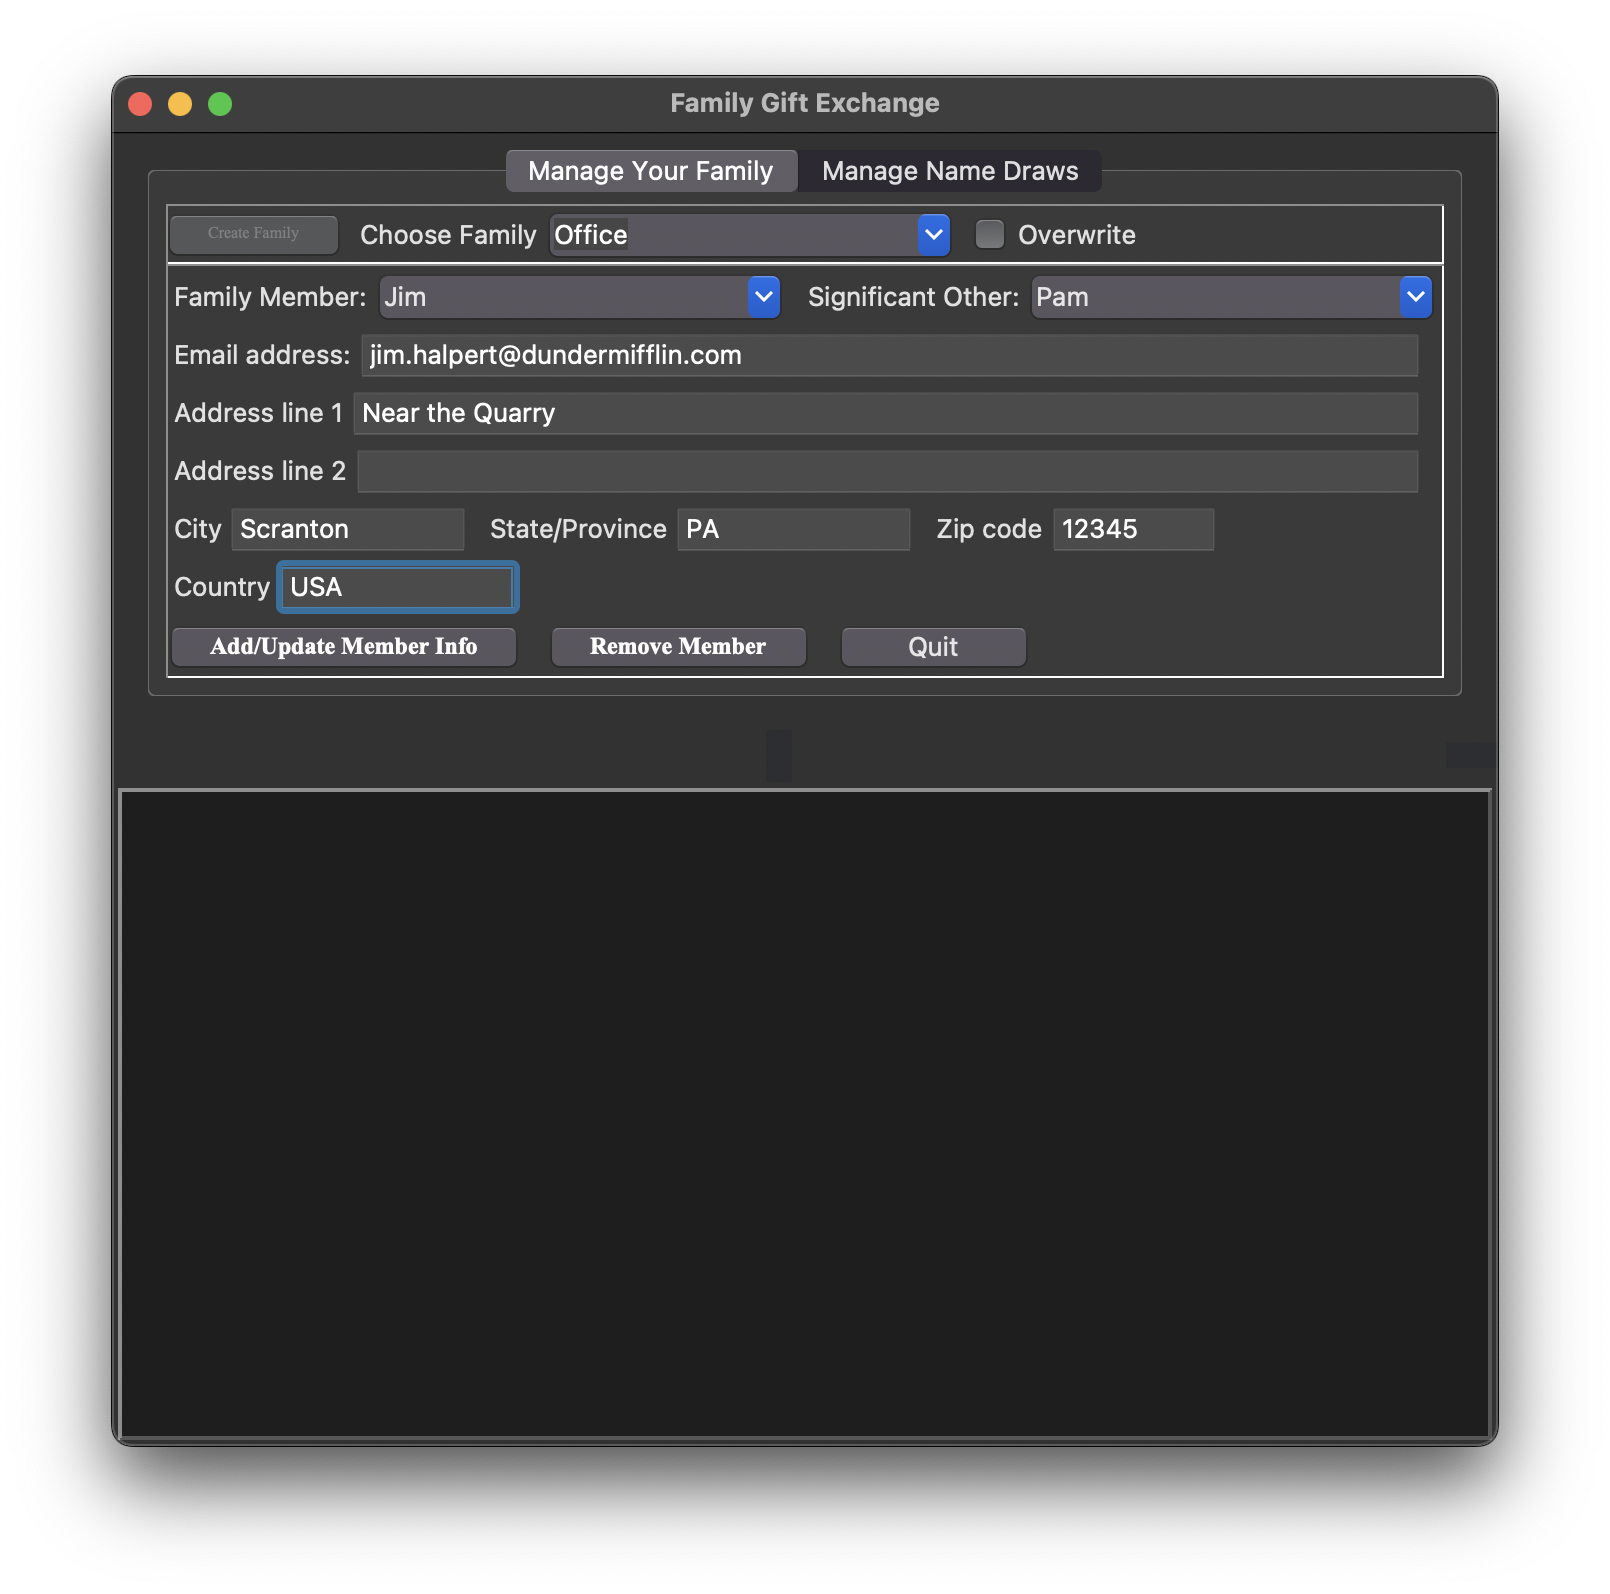 Family Gift Exchange
Manage Your Family Manage Name Draws
Create Family Choose Family Office Overwrite
Family Member: Jim Significant Other: Pam
Email address: jim.halpert@dundermifflin.com
Address line 1 Near the Quarry
Address line 2
City Scranton State/Province PA Zip code 12345
Country USA
Add/Update Member Info Remove Member Quit